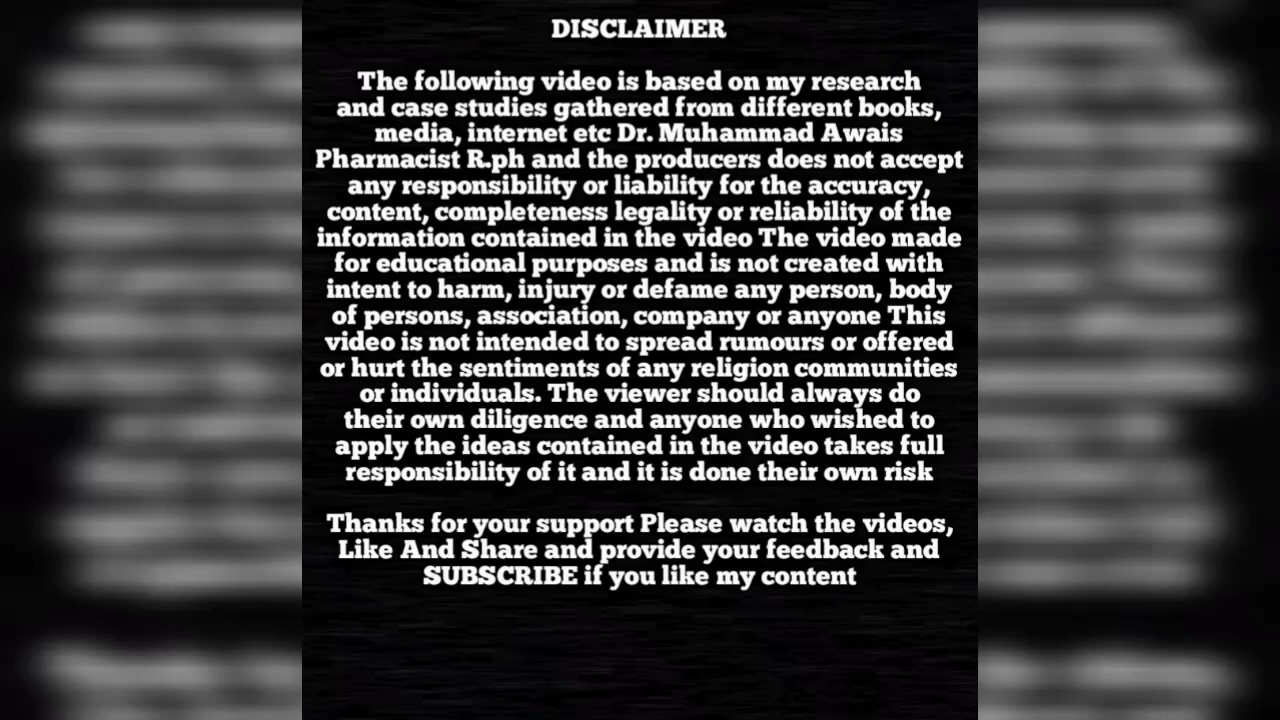 DISCLAIMER
The following video is based on my research
and case studies gathered from different books,
media, internet etc Dr. Muhammad Awais
Pharmacist R.ph and the producers does not accept
any responsibility or liability for the accuracy,
content, completeness legality or reliability of the
information contained in the video The video made
for educational purposes and is not created with
intent to harm, injury or defame any person, body
of persons, association, company or anyone This
video is not intended to spread rumours or offered
or hurt the sentiments of any religion communities
or individuals. The viewer should always do
their own diligence and anyone who wished to
apply the ideas contained in the video takes full
responsibility of it and it is done their own risk
Thanks for your support Please watch the videos,
Like And Share and provide your feedback and
SUBSCRIBE if you like my content